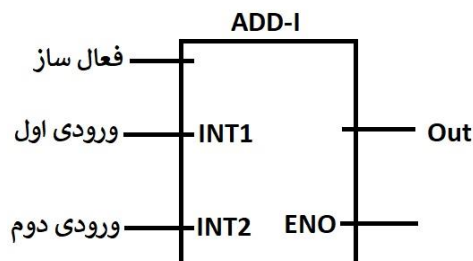 ADD-I
فعال ساز
ورودی اول
INT1
Out
ورودی دوم
INT2
ENO